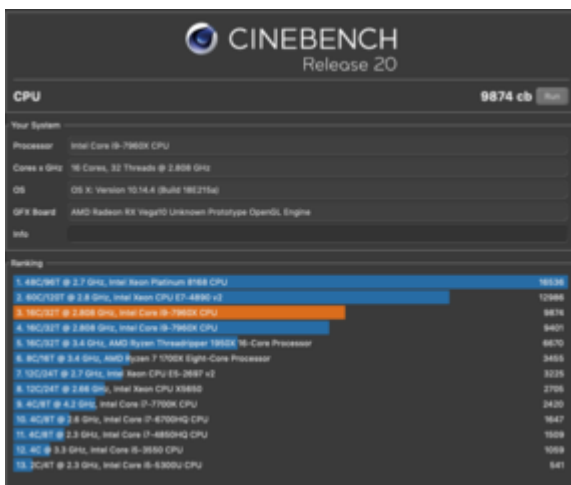 CINEBENCH
Release 20
CPU 9874 cb Run
Your System
Processor Intel Core i9-7960X CPU
Cores x GHz 16 Cores, 32 Threads @ 2.808 GHz
OS OS X: Version 10.14.4 (Build 18E215a)
GFX Board AMD Radeon RX Vega10 Unknown Prototype OpenGL Engine
Info
Ranking
1. 48C/96T @ 2.7 GHz, Intel Xeon Platinum 8168 CPU 16536
2. 60C/120T @ 2.8 GHz, Intel Xeon CPU E7-4890 v2 12986
3. 16C/32T @ 2.808 GHz, Intel Core i9-7960X CPU 9874
4. 16C/32T @ 2.808 GHz, Intel Core i9-7960X CPU 9401
5. 16C/32T @ 3.4 GHz, AMD Ryzen Threadripper 1950X 16-Core Processor 6670
6. 8C/16T @ 3.4 GHz, AMD Ryzen 7 1700X Eight-Core Processor 3455
7. 12C/24T @ 2.7 GHz, Intel Xeon CPU E5-2697 v2 3225
8. 12C/24T @ 2.66 GHz, Intel Xeon CPU X5650 2705
9. 4C/8T @ 4.2 GHz, Intel Core i7-7700K CPU 2420
10. 4C/8T @ 2.6 GHz, Intel Core i7-6700HQ CPU 1647
11. 4C/8T @ 2.3 GHz, Intel Core i7-4850HQ CPU 1509
12. 4C @ 3.3 GHz, Intel Core i5-3550 CPU 1059
13. 2C/4T @ 2.3 GHz, Intel Core i5-5300U CPU 541